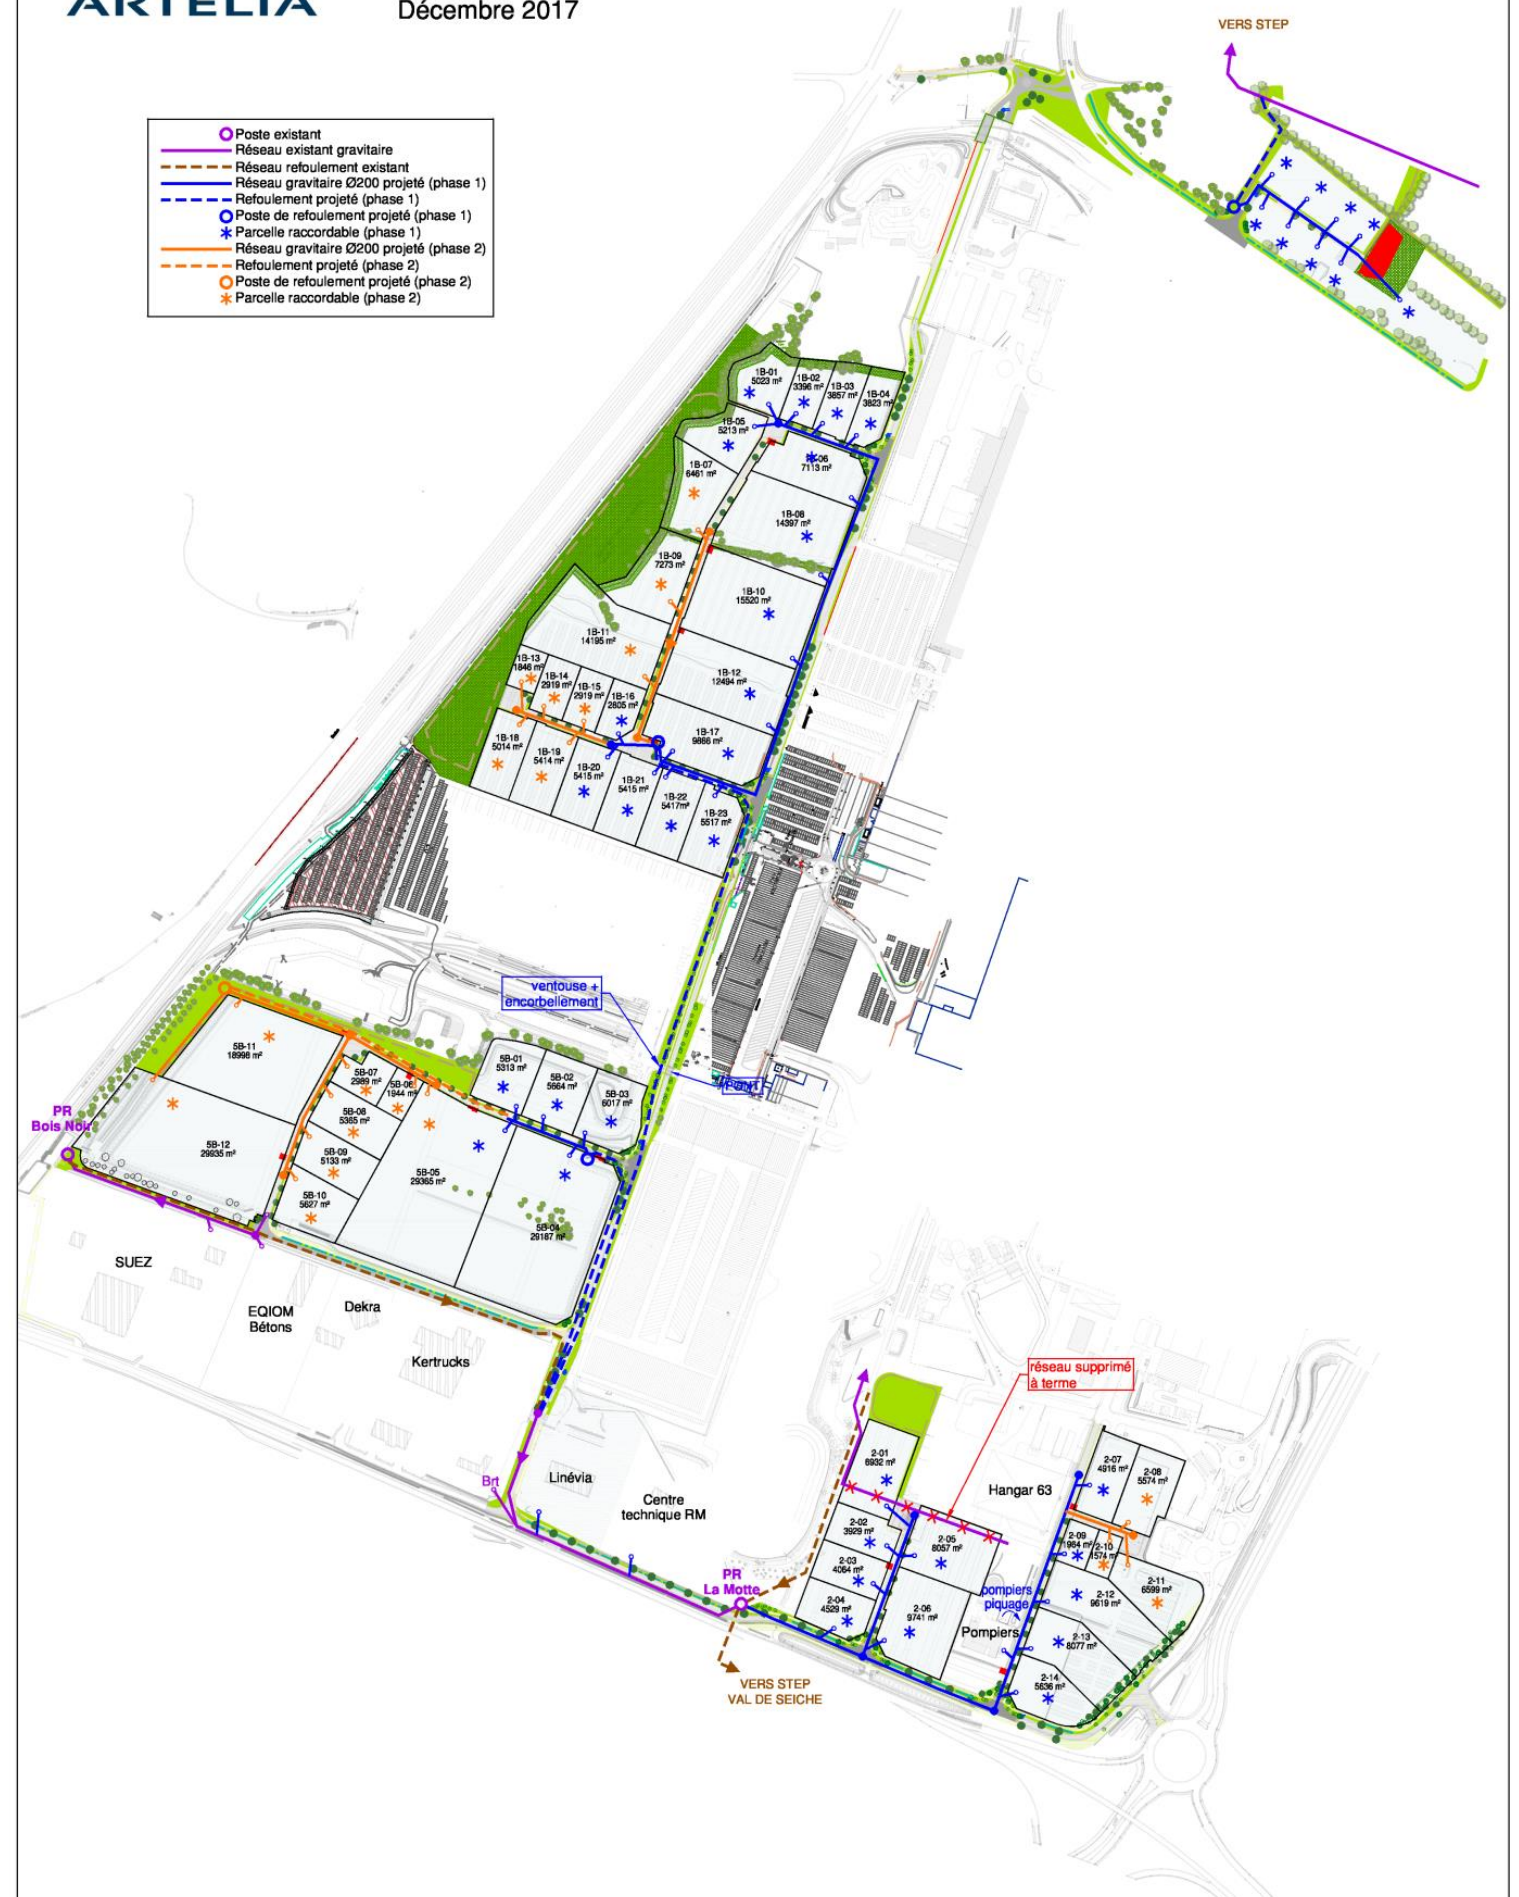 ARTELIA
Décembre 2017
VERS STEP
Poste existant
Réseau existant gravitaire
Réseau refoulement existant
Réseau gravitaire Ø200 projeté (phase 1)
Refoulement projeté (phase 1)
Poste de refoulement projeté (phase 1)
Parcelle raccordable (phase 1)
Réseau gravitaire Ø200 projeté (phase 2)
Refoulement projeté (phase 2)
Poste de refoulement projeté (phase 2)
Parcelle raccordable (phase 2)
1B-01
5023 m²
1B-02
3396 m²
1B-03
3857 m²
1B-04
3823 m²
1B-05
5213 m²
7113 m²
1B-07
6461 m²
1B-08
14397 m²
1B-09
7273 m²
1B-10
15520 m²
1B-11
14195 m²
1B-12
12494 m²
1B-13
1846 m²
1B-14
2919 m²
1B-15
2919 m²
1B-16
2805 m²
1B-17
9866 m²
1B-18
5014 m²
1B-19
5414 m²
1B-20
5415 m²
1B-21
5415 m²
1B-22
5417m²
1B-23
5517 m²
ventouse +
encorbellement
PONT
5B-11
18998 m²
5B-07
2989 m²
5B-06
1944 m²
5B-01
5313 m²
5B-02
5664 m²
5B-03
6017 m²
5B-08
5365 m²
PR
Bois Noir
5B-12
29935 m²
5B-09
5133 m²
5B-05
29365 m²
5B-10
5627 m²
5B-04
29187 m²
SUEZ
EQIOM
Bétons
Dekra
Kertrucks
réseau supprimé
à terme
Brt
Linévia
Centre
technique RM
2-01
6932 m²
Hangar 63
2-07
4916 m²
2-08
5574 m²
2-02
3929 m²
2-05
8057 m²
2-09
1964 m²
2-10
1574 m²
2-03
4064 m²
PR
La Motte
2-04
4529 m²
2-06
9741 m²
pompiers
piquage
Pompiers
2-11
6599 m²
2-12
9619 m²
2-13
8077 m²
2-14
5636 m²
VERS STEP
VAL DE SEICHE